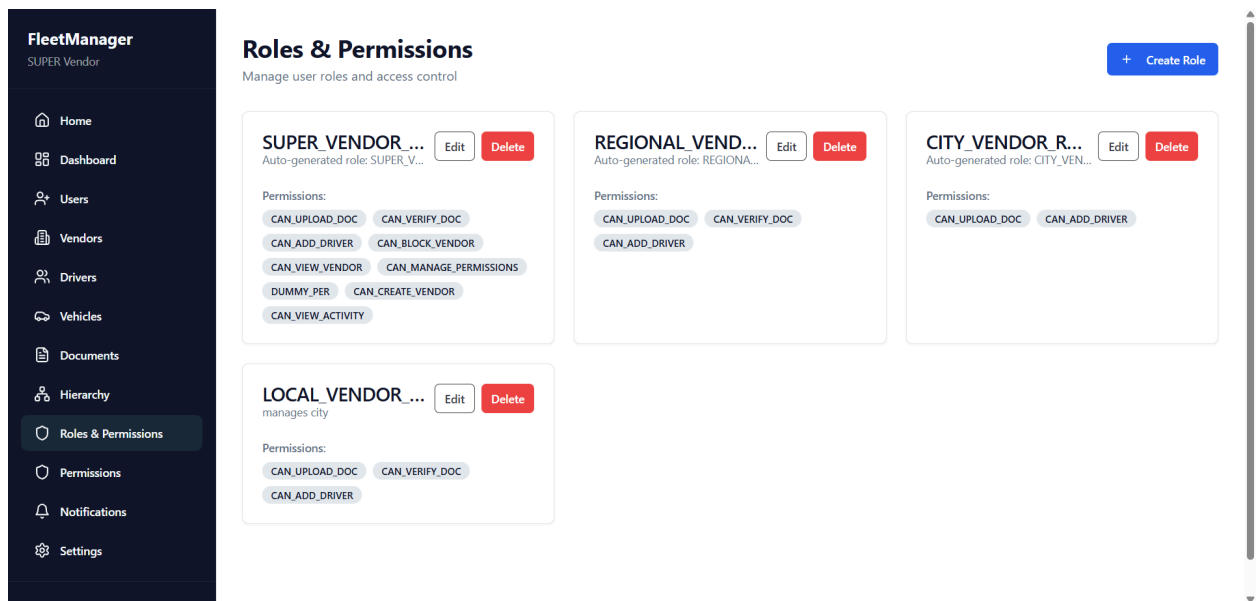 FleetManager
SUPER Vendor
Home
Dashboard
Users
Vendors
Drivers
Vehicles
Documents
Hierarchy
Roles & Permissions
Permissions
Notifications
Settings
Roles & Permissions
Manage user roles and access control
+ Create Role
SUPER_VENDOR_... Edit Delete
Auto-generated role: SUPER_V...
Permissions:
CAN_UPLOAD_DOC CAN_VERIFY_DOC
CAN_ADD_DRIVER CAN_BLOCK_VENDOR
CAN_VIEW_VENDOR CAN_MANAGE_PERMISSIONS
DUMMY_PER CAN_CREATE_VENDOR
CAN_VIEW_ACTIVITY
REGIONAL_VEND... Edit Delete
Auto-generated role: REGIONA...
Permissions:
CAN_UPLOAD_DOC CAN_VERIFY_DOC
CAN_ADD_DRIVER
CITY_VENDOR_R... Edit Delete
Auto-generated role: CITY_VEN...
Permissions:
CAN_UPLOAD_DOC CAN_ADD_DRIVER
LOCAL_VENDOR_... Edit Delete
manages city
Permissions:
CAN_UPLOAD_DOC CAN_VERIFY_DOC
CAN_ADD_DRIVER